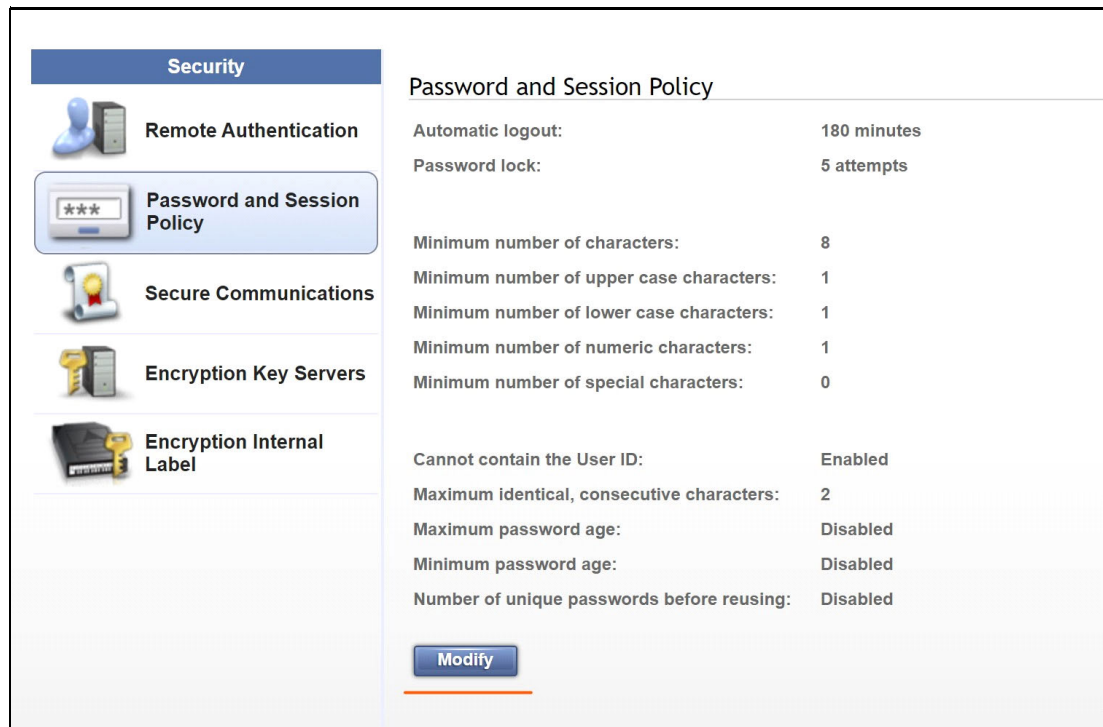 Security
Remote Authentication
***
Password and Session
Policy
Secure Communications
Encryption Key Servers
Encryption Internal
Label
Password and Session Policy
Automatic logout: 180 minutes
Password lock: 5 attempts
Minimum number of characters: 8
Minimum number of upper case characters: 1
Minimum number of lower case characters: 1
Minimum number of numeric characters: 1
Minimum number of special characters: 0
Cannot contain the User ID: Enabled
Maximum identical, consecutive characters: 2
Maximum password age: Disabled
Minimum password age: Disabled
Number of unique passwords before reusing: Disabled
Modify